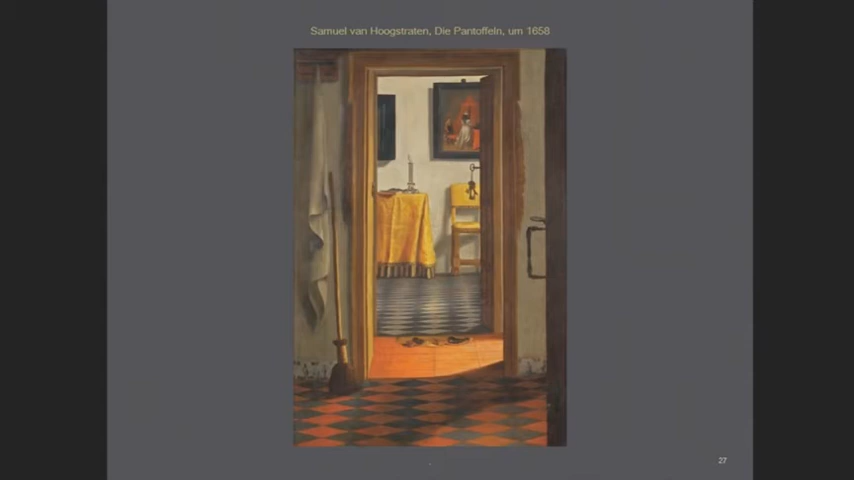 Samuel van Hoogstraten, Die Pantoffeln, um 1658
27